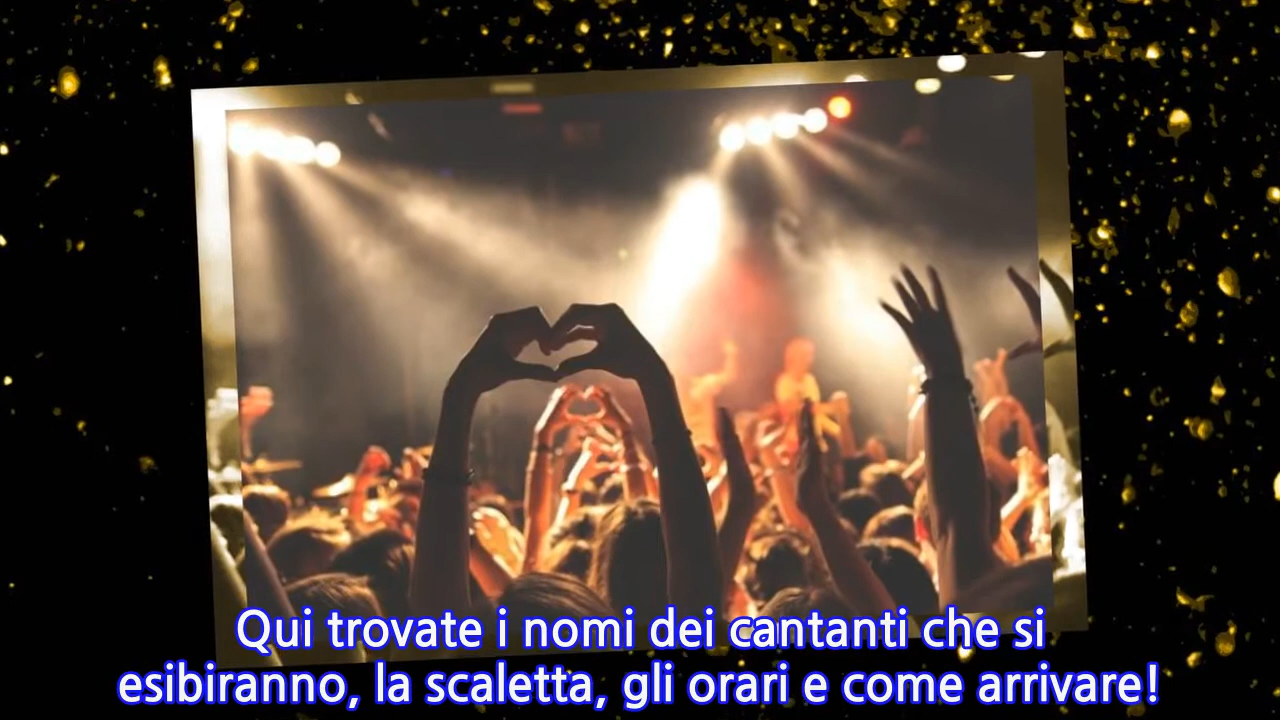 Qui trovate i nomi dei cantanti che si
esibiranno, la scaletta, gli orari e come arrivare!